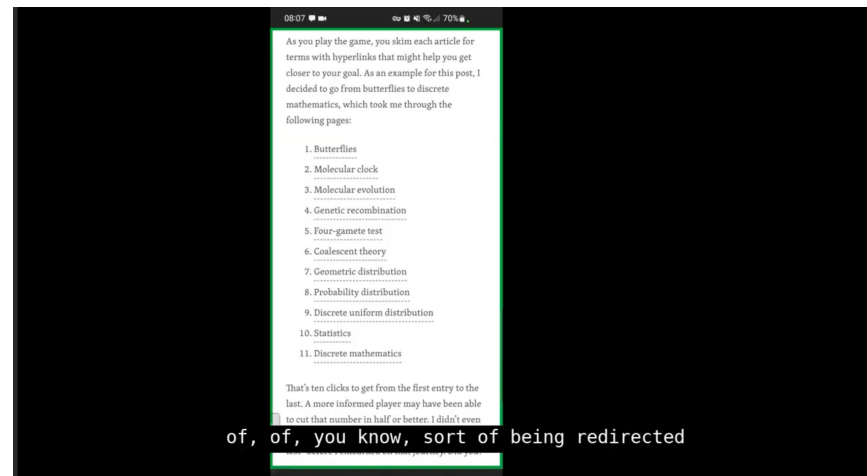 08:07 70%
As you play the game, you skim each article for
terms with hyperlinks that might help you get
closer to your goal. As an example for this post, I
decided to go from butterflies to discrete
mathematics, which took me through the
following pages:
1. Butterflies
2. Molecular clock
3. Molecular evolution
4. Genetic recombination
5. Four-gamete test
6. Coalescent theory
7. Geometric distribution
8. Probability distribution
9. Discrete uniform distribution
10. Statistics
11. Discrete mathematics
That's ten clicks to get from the first entry to the
last. A more informed player may have been able
to cut that number in half or better. I didn't even
of, of, you know, sort of being redirected